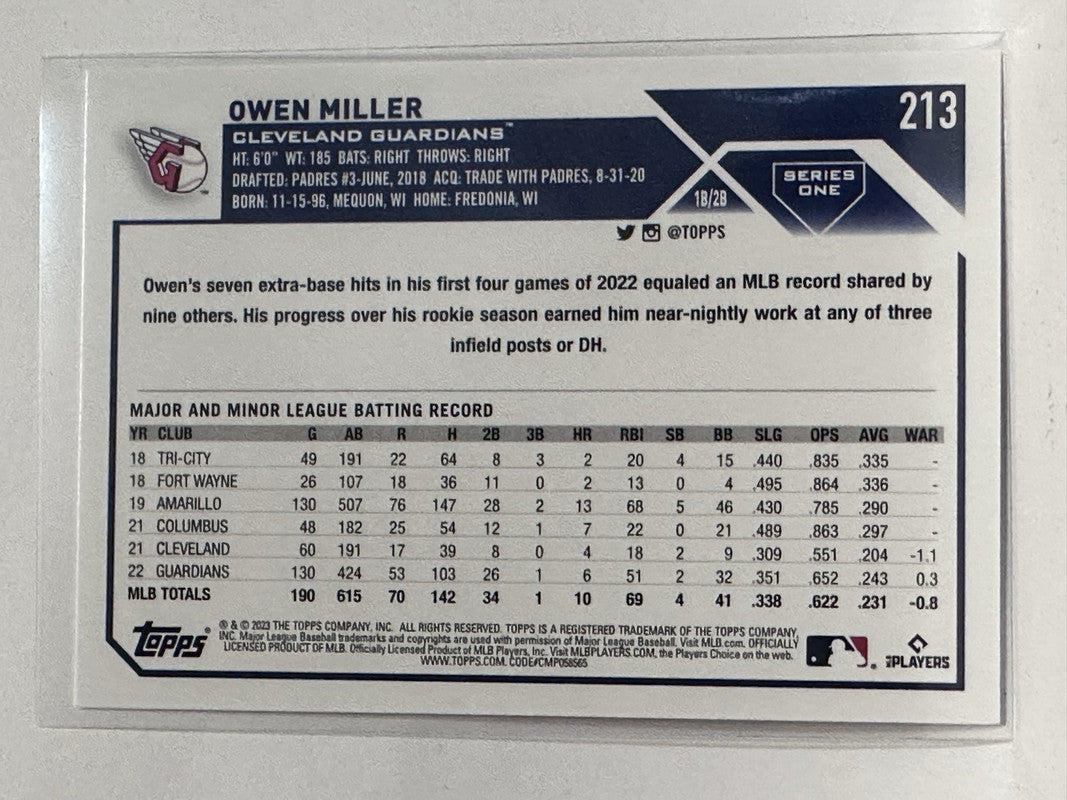 OWEN MILLER
213
CLEVELAND GUARDIANS™
HT: 6'0" WT: 185 BATS: RIGHT THROWS: RIGHT
DRAFTED: PADRES #3-JUNE, 2018 ACQ: TRADE WITH PADRES, 8-31-20
BORN: 11-15-96, MEQUON, WI HOME: FREDONIA, WI
1B/2B
SERIES
ONE
@TOPPS
Owen's seven extra-base hits in his first four games of 2022 equaled an MLB record shared by
nine others. His progress over his rookie season earned him near-nightly work at any of three
infield posts or DH.
MAJOR AND MINOR LEAGUE BATTING RECORD
YR CLUB G AB R H 2B 3B HR RBI SB BB SLG OPS AVG WAR
18 TRI-CITY 49 191 22 64 8 3 2 20 4 15 .440 .835 .335 -
18 FORT WAYNE 26 107 18 36 11 0 2 13 0 4 .495 .864 .336 -
19 AMARILLO 130 507 76 147 28 2 13 68 5 46 .430 .785 .290 -
21 COLUMBUS 48 182 25 54 12 1 7 22 0 21 .489 .863 .297 -
21 CLEVELAND 60 191 17 39 8 0 4 18 2 9 .309 .551 .204 -1.1
22 GUARDIANS 130 424 53 103 26 1 6 51 2 32 .351 .652 .243 0.3
MLB TOTALS 190 615 70 142 34 1 10 69 4 41 .338 .622 .231 -0.8
Topps®
® & © 2023 THE TOPPS COMPANY, INC. ALL RIGHTS RESERVED. TOPPS IS A REGISTERED TRADEMARK OF THE TOPPS COMPANY,
INC. Major League Baseball trademarks and copyrights are used with permission of Major League Baseball. Visit MLB.com. OFFICIALLY
LICENSED PRODUCT OF MLB. Officially Licensed Product of MLB Players, Inc. Visit MLBPLAYERS.COM, the Players Choice on the web.
WWW.TOPPS.COM. CODE#CMP058565
MLB PLAYERS